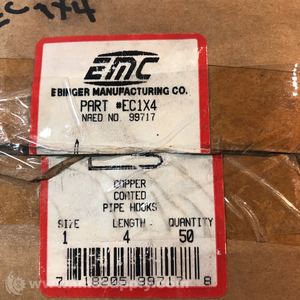 EC1X4
EMC
EBINGER MANUFACTURING CO.
PART #EC1X4
NAED NO. 99717
COPPER
COATED
PIPE HOOKS
SIZE LENGTH QUANTITY
1 4 50
7 18205 99717 8